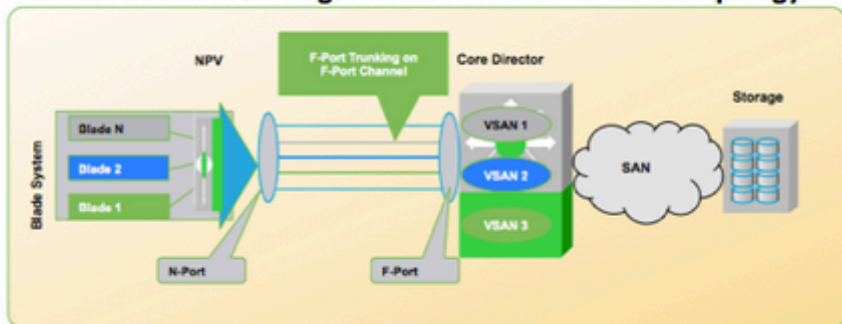 NPV
F-Port Trunking on
F-Port Channel
Core Director
Storage
Blade System
Blade N
Blade 2
Blade 1
VSAN 1
VSAN 2
VSAN 3
SAN
N-Port
F-Port